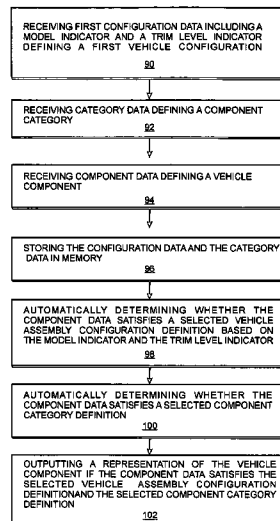 RECEIVING FIRST CONFIGURATION DATA INCLUDING A
MODEL INDICATOR AND A TRIM LEVEL INDICATOR
DEFINING A FIRST VEHICLE CONFIGURATION
90
RECEIVING CATEGORY DATA DEFINING A COMPONENT
CATEGORY
92
RECEIVING COMPONENT DATA DEFINING A VEHICLE
COMPONENT
94
STORING THE CONFIGURATION DATA AND THE CATEGORY
DATA IN MEMORY
96
AUTOMATICALLY DETERMINING WHETHER THE
COMPONENT DATA SATISFIES A SELECTED VEHICLE
ASSEMBLY CONFIGURATION DEFINITION BASED ON
THE MODEL INDICATOR AND THE TRIM LEVEL INDICATOR
98
AUTOMATICALLY DETERMINING WHETHER THE
COMPONENT DATA SATISFIES A SELECTED COMPONENT
CATEGORY DEFINITION
100
OUTPUTTING A REPRESENTATION OF THE VEHICLE
COMPONENT IF THE COMPONENT DATA SATISFIES THE
SELECTED VEHICLE ASSEMBLY CONFIGURATION
DEFINITIONAND THE SELECTED COMPONENT CATEGORY
DEFINITION
102